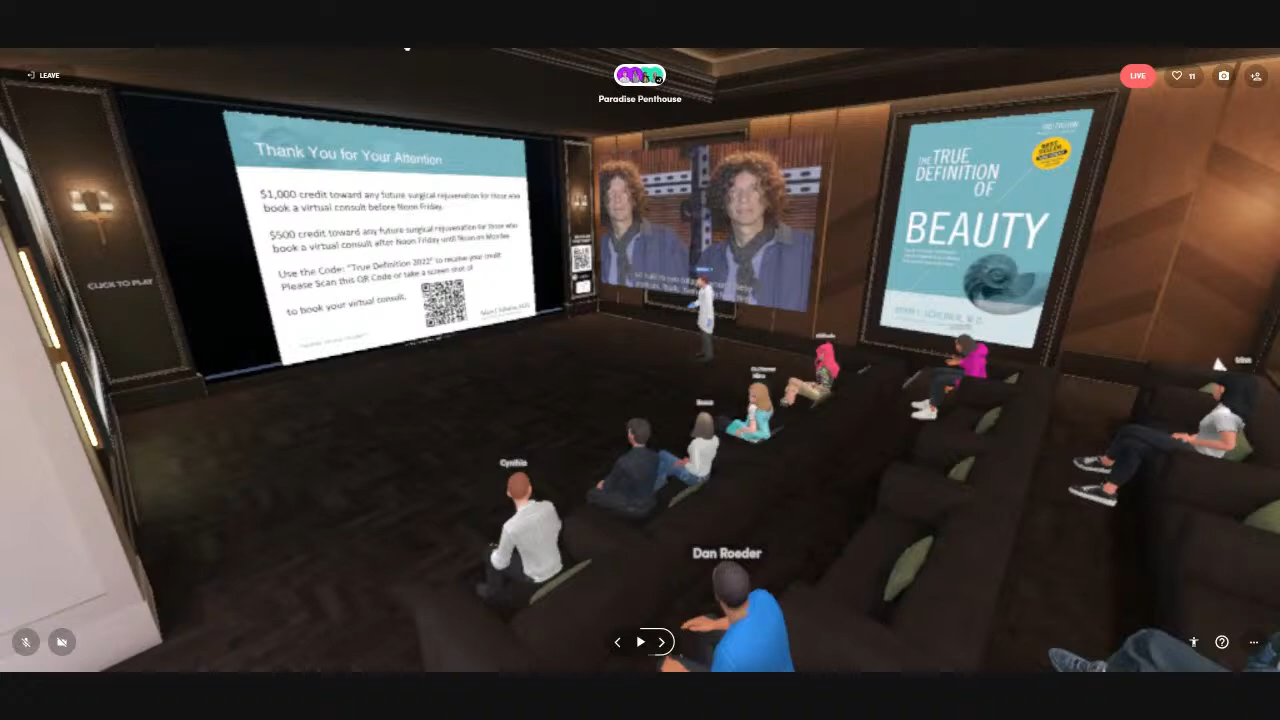 LEAVE
Paradise Penthouse
LIVE
11
Thank You for Your Attention
$1,000 credit toward any future surgical rejuvenation for those who
book a virtual consult before Noon Friday.
$500 credit toward any future surgical rejuvenation for those who
book a virtual consult after Noon Friday until Noon on Monday
Use the Code: "True Definition 2022" to receive your credit
Please Scan this QR Code or take a screen shot of
to book your virtual consult.
CLICK TO PLAY
THE TRUE
DEFINITION
OF
BEAUTY
Cynthia
Dan Roeder